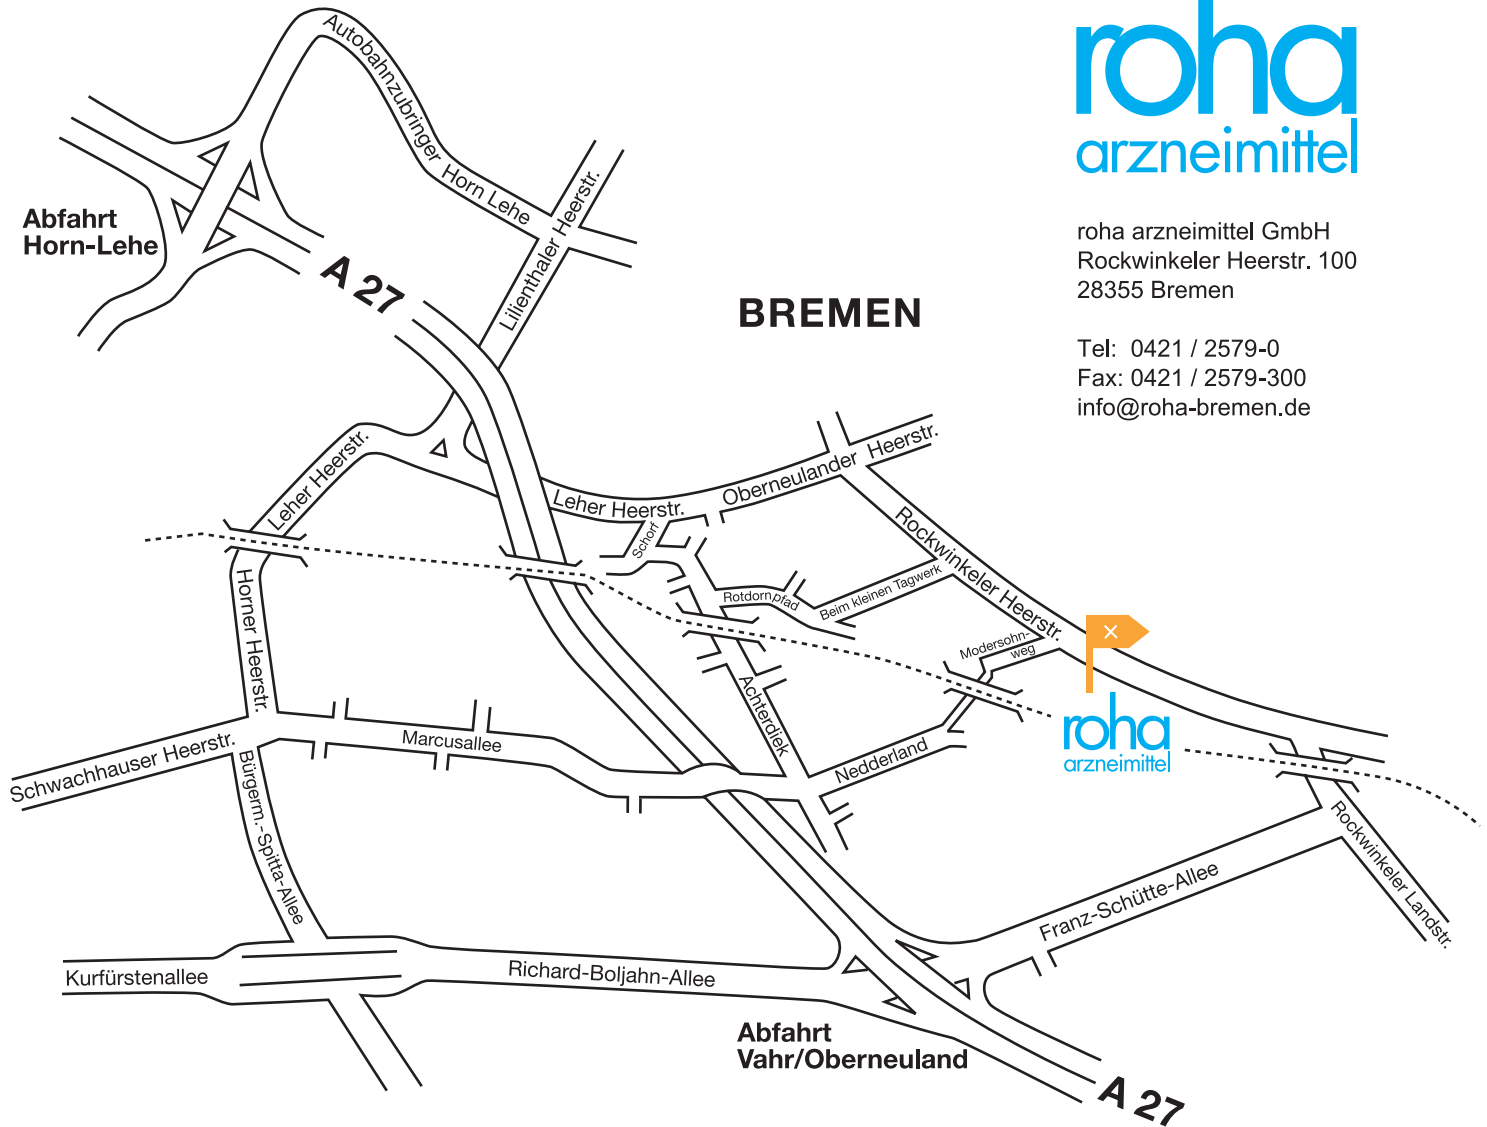 roha
arzneimittel
roha arzneimittel GmbH
Rockwinkeler Heerstr. 100
28355 Bremen
Tel: 0421 / 2579-0
Fax: 0421 / 2579-300
info@roha-bremen.de
Autobahnzubringer Horn Lehe
Abfahrt
Horn-Lehe
A 27
Lilienthaler Heerstr.
BREMEN
Leher Heerstr.
Leher Heerstr.
Oberneulander Heerstr.
Schorf
Rockwinkeler Heerstr.
Horner Heerstr.
Rotdornpfad
Beim kleinen Tagwerk
Modersohn-
weg
Achterdiek
roha
arzneimittel
Schwachhauser Heerstr.
Marcusallee
Nedderland
Bürgerm.-Spitta-Allee
Rockwinkeler Landstr.
Franz-Schütte-Allee
Kurfürstenallee
Richard-Boljahn-Allee
Abfahrt
Vahr/Oberneuland
A 27